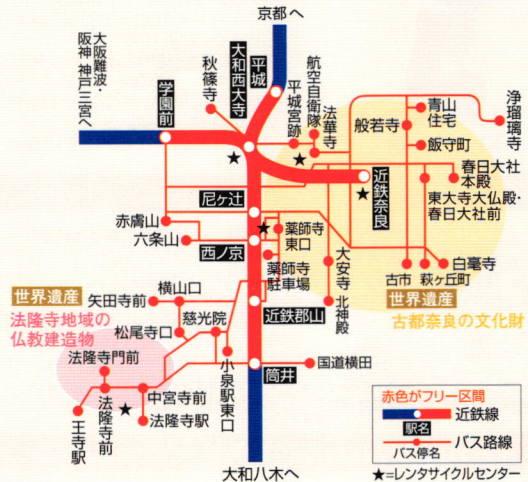 京都へ
大阪難波・
阪神 神戸三宮へ
学園前
秋篠寺
大和西大寺
平城
平城宮跡
航空自衛隊
法華寺
般若寺
青山
住宅
飯守町
浄瑠璃寺
春日大社
本殿
東大寺大仏殿・
春日大社前
近鉄奈良
尼ヶ辻
赤膚山
六条山
西ノ京
薬師寺
東口
薬師寺
駐車場
大安寺
北神殿
古市
萩ヶ丘町
白毫寺
世界遺産
古都奈良の文化財
世界遺産
法隆寺地域の
仏教建造物
横山口
矢田寺前
松尾寺口
慈光院
近鉄郡山
小泉駅東口
筒井
国道横田
法隆寺門前
中宮寺前
法隆寺駅
法隆寺前
王寺駅
大和八木へ
赤色がフリー区間
近鉄線
駅名
バス路線
バス停名
★=レンタサイクルセンター